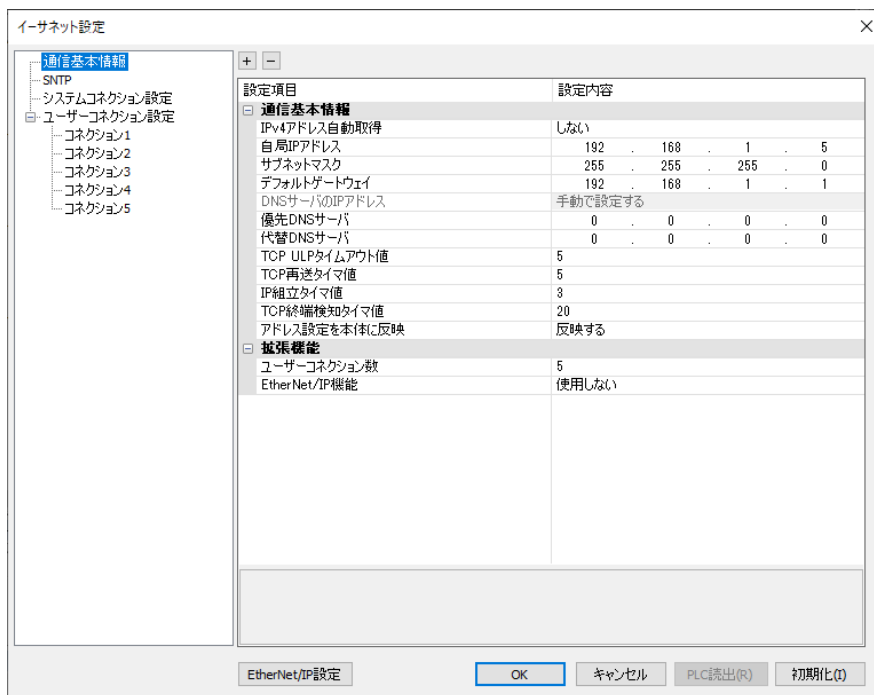 イーサネット設定
通信基本情報
SNTP
システムコネクション設定
ユーザーコネクション設定
コネクション1
コネクション2
コネクション3
コネクション4
コネクション5
設定項目 設定内容
通信基本情報
IPv4アドレス自動取得 しない
自局IPアドレス 192 . 168 . 1 . 5
サブネットマスク 255 . 255 . 255 . 0
デフォルトゲートウェイ 192 . 168 . 1 . 1
DNSサーバのIPアドレス 手動で設定する
優先DNSサーバ 0 . 0 . 0 . 0
代替DNSサーバ 0 . 0 . 0 . 0
TCP ULPタイムアウト値 5
TCP再送タイマ値 5
IP組立タイマ値 3
TCP終端検知タイマ値 20
アドレス設定を本体に反映 反映する
拡張機能
ユーザーコネクション数 5
EtherNet/IP機能 使用しない
EtherNet/IP設定 OK キャンセル PLC読出(R) 初期化(I)